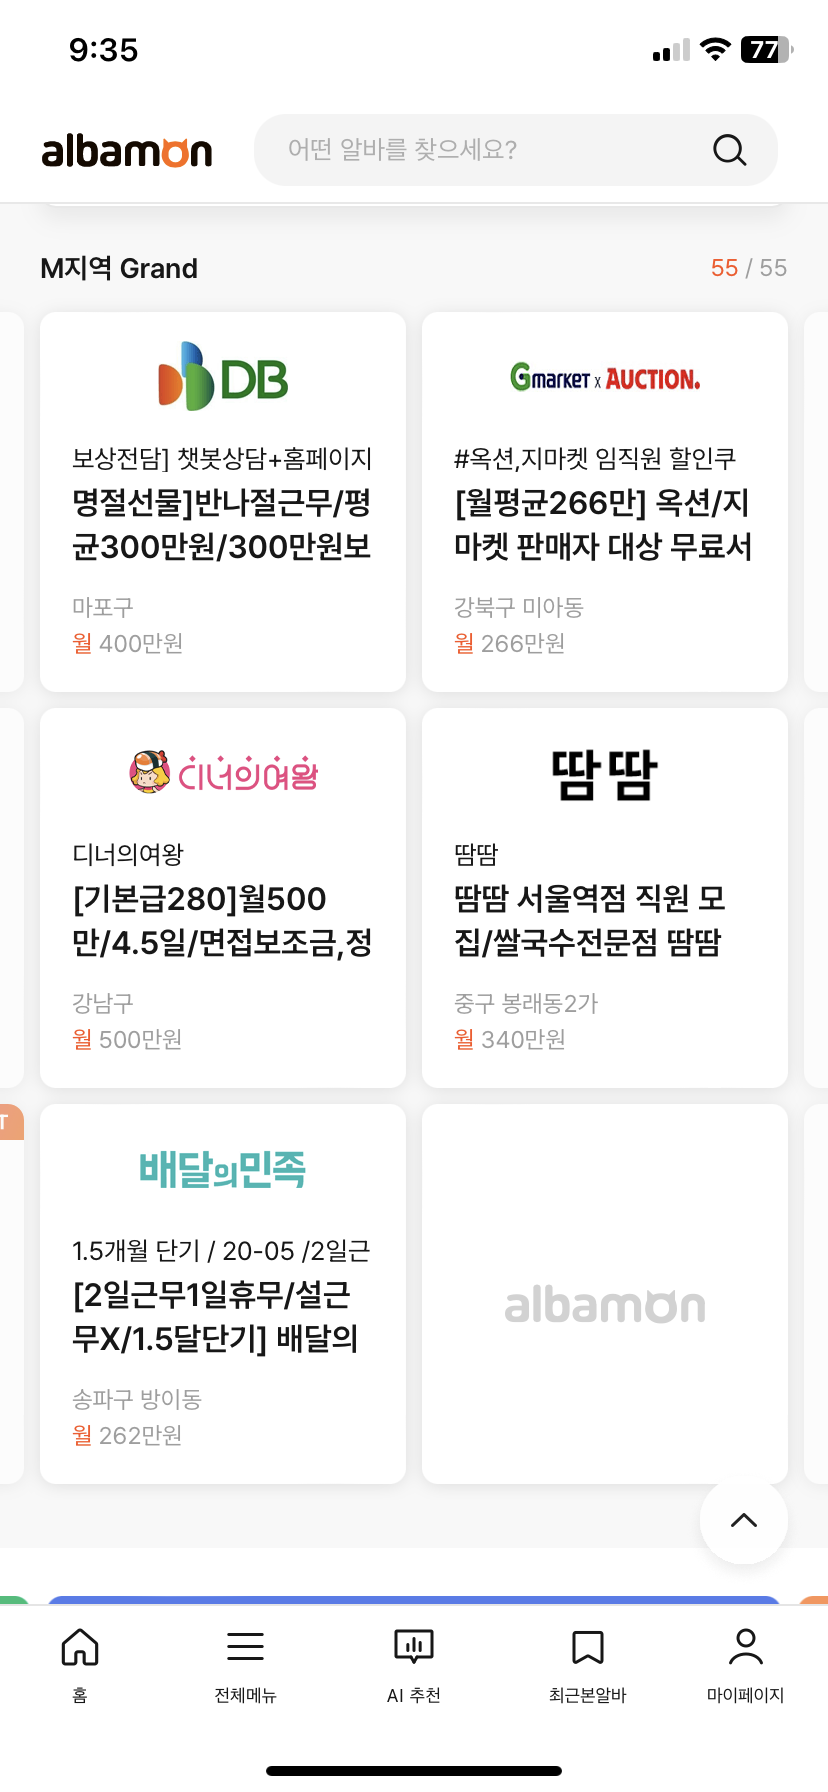 9:35
77
albamon
어떤 알바를 찾으세요?
M지역 Grand
55 / 55
DB
보상전담] 챗봇상담+홈페이지
명절선물]반나절근무/평
균300만원/300만원보
마포구
월 400만원
Gmarket x AUCTION.
#옥션,지마켓 임직원 할인쿠
[월평균266만] 옥션/지
마켓 판매자 대상 무료서
강북구 미아동
월 266만원
디너의여왕
디너의여왕
[기본급280]월500
만/4.5일/면접보조금,정
강남구
월 500만원
땀땀
땀땀
땀땀 서울역점 직원 모
집/쌀국수전문점 땀땀
중구 봉래동2가
월 340만원
T
배달의민족
1.5개월 단기 / 20-05 /2일근
[2일근무1일휴무/설근
무X/1.5달단기] 배달의
송파구 방이동
월 262만원
albamon
홈
전체메뉴
AI 추천
최근본알바
마이페이지